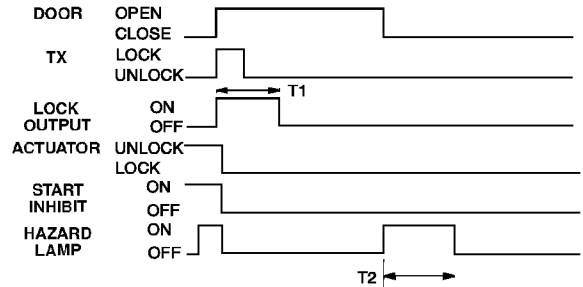 DOOR OPEN
CLOSE
TX LOCK
UNLOCK
T1
LOCK OUTPUT ON
OFF
ACTUATOR UNLOCK
LOCK
START INHIBIT ON
OFF
HAZARD LAMP ON
OFF
T2